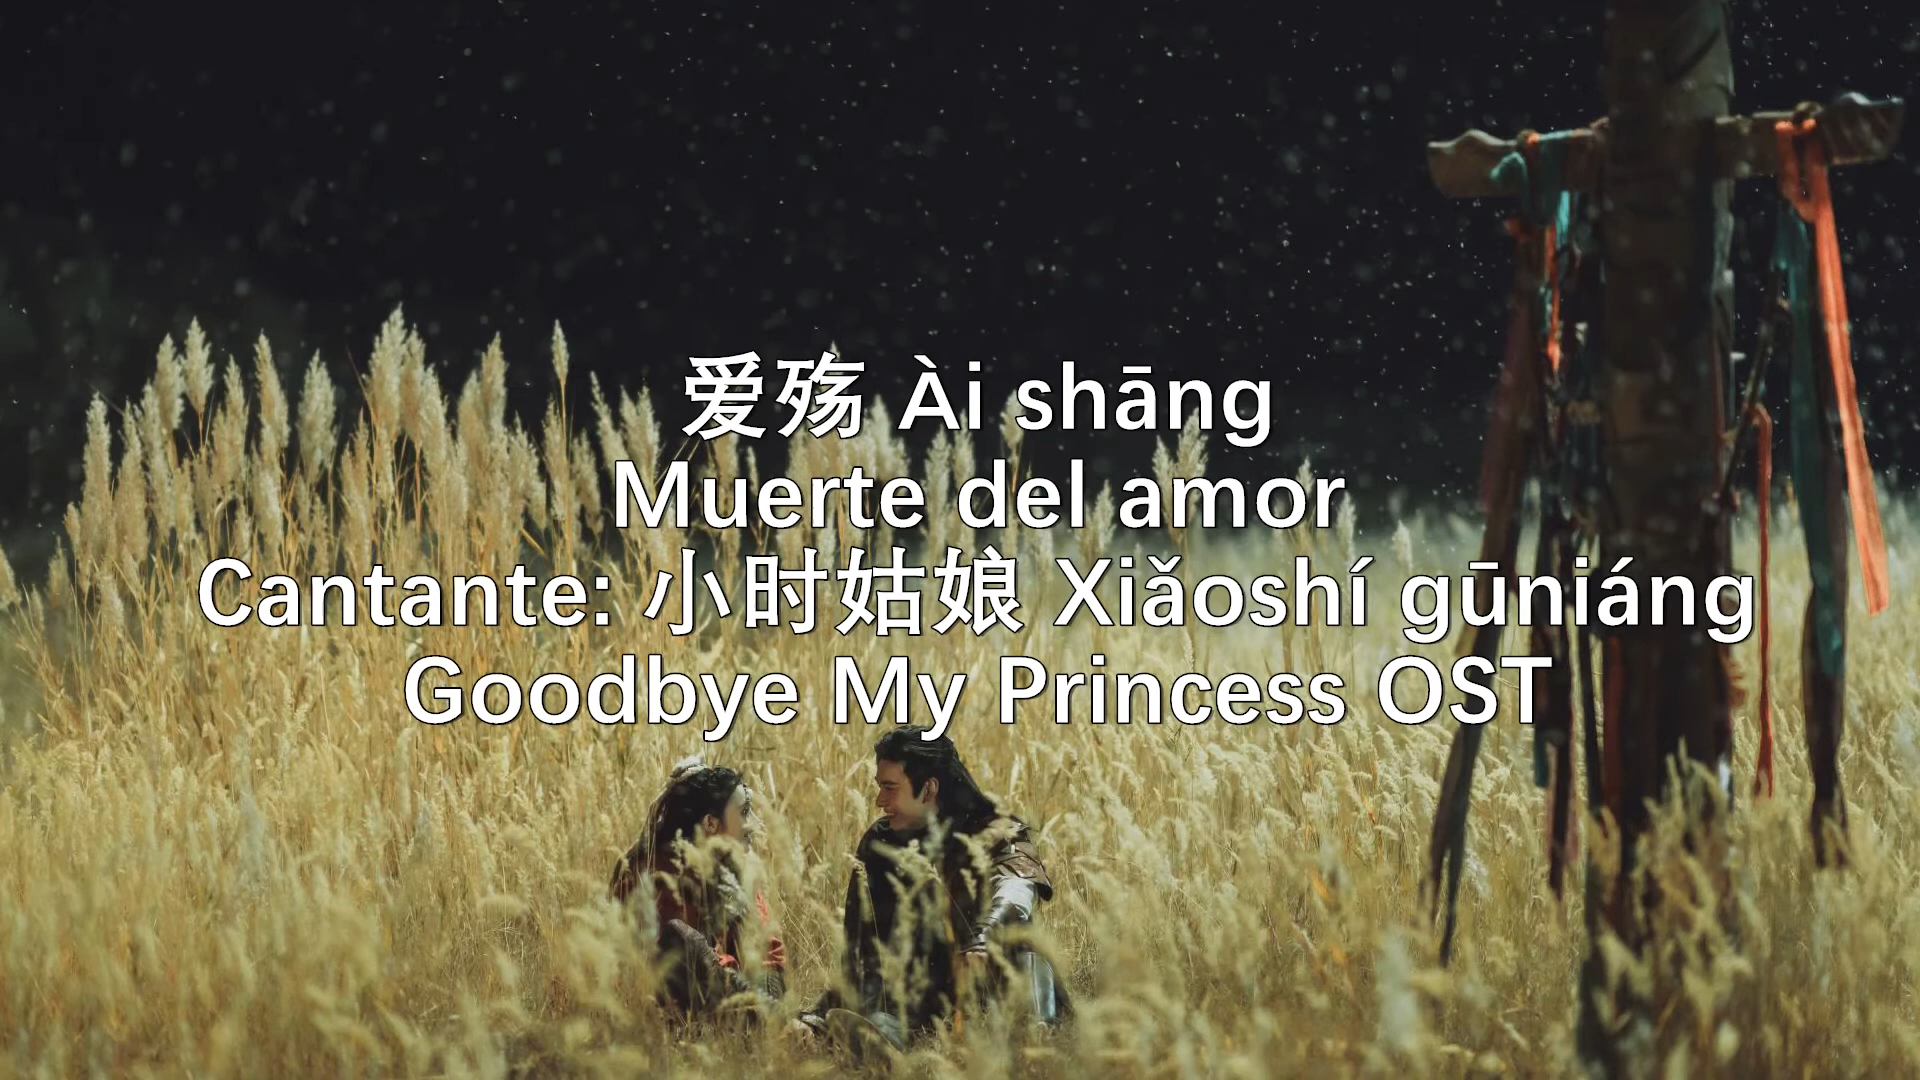 爱殇 Ài shāng
Muerte del amor
Cantante: 小时姑娘 Xiǎoshí gūniáng
Goodbye My Princess OST